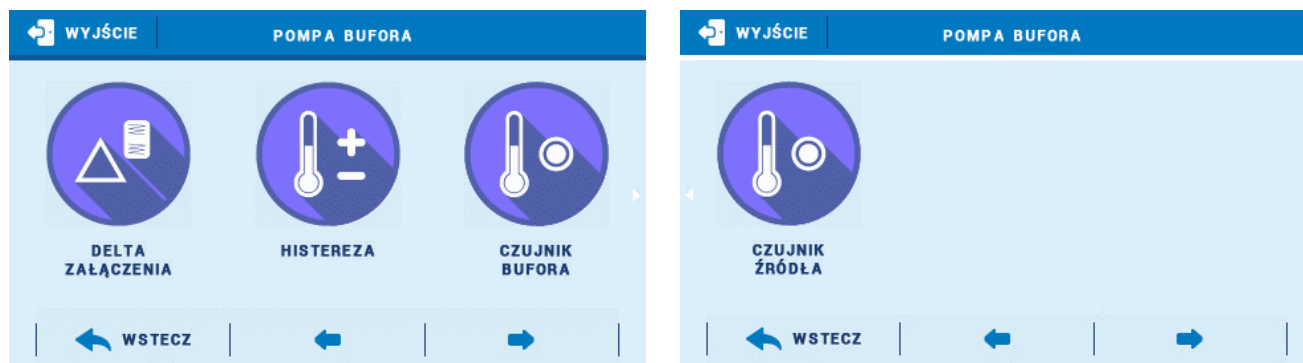 WYJŚCIE
POMPA BUFORA
DELTA
ZAŁĄCZENIA
HISTEREZA
CZUJNIK
BUFORA
WSTECZ
WYJŚCIE
POMPA BUFORA
CZUJNIK
ŹRÓDŁA
WSTECZ